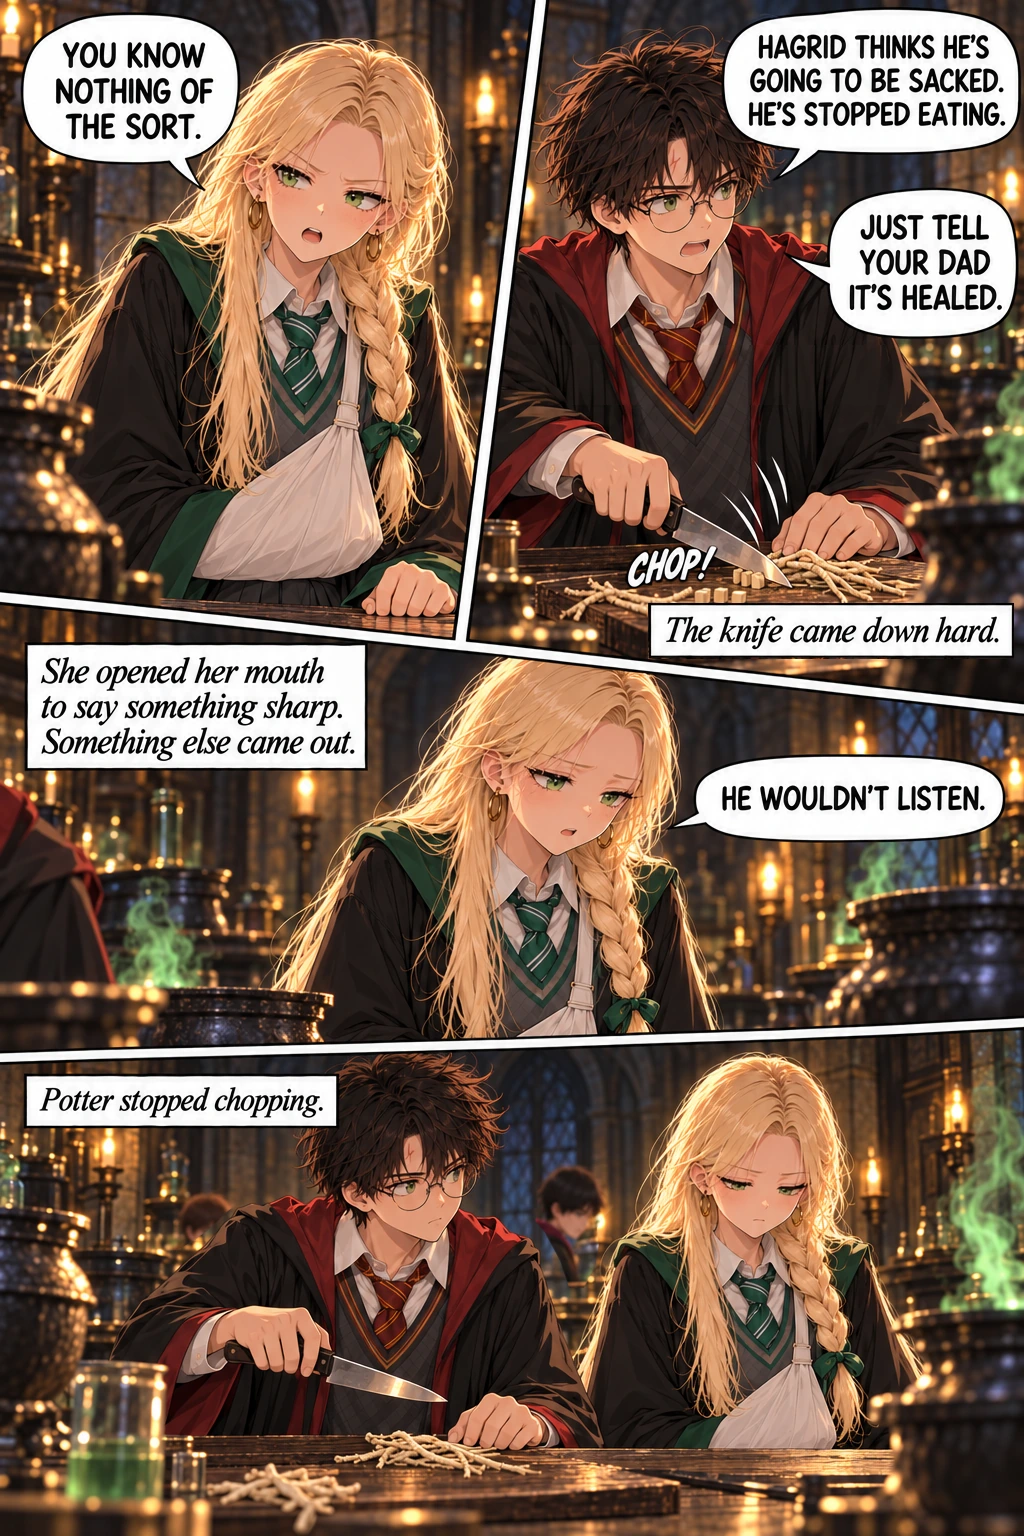 YOU KNOW
NOTHING OF
THE SORT.
HAGRID THINKS HE'S
GOING TO BE SACKED.
HE'S STOPPED EATING.
JUST TELL
YOUR DAD
IT'S HEALED.
CHOP!
The knife came down hard.
She opened her mouth
to say something sharp.
Something else came out.
HE WOULDN'T LISTEN.
Potter stopped chopping.